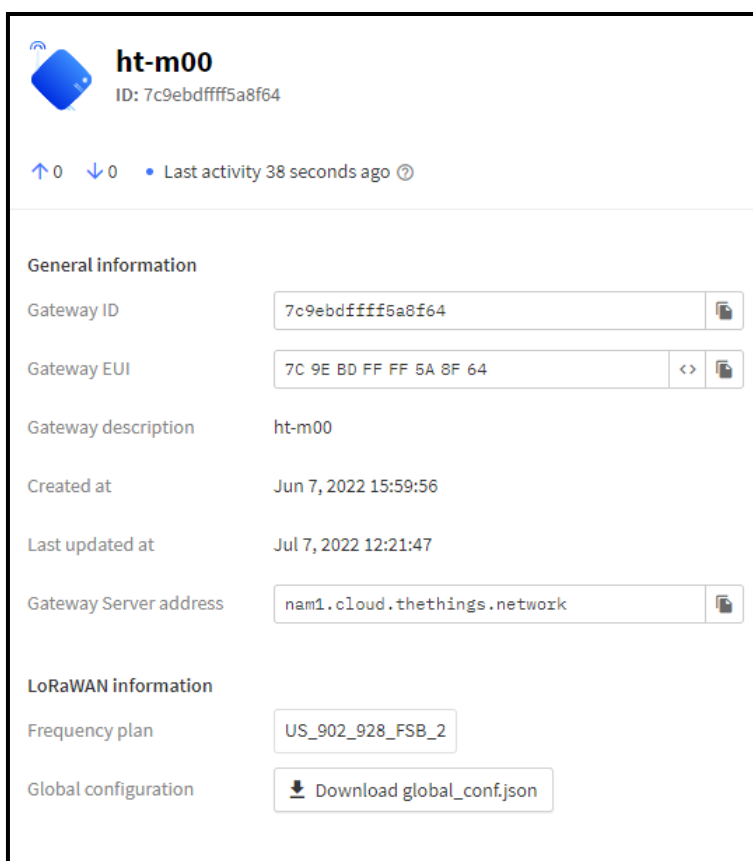 ht-m00
ID: 7c9ebdffff5a8f64
0 0 • Last activity 38 seconds ago
General information
Gateway ID 7c9ebdffff5a8f64
Gateway EUI 7C 9E BD FF FF 5A 8F 64 <>
Gateway description ht-m00
Created at Jun 7, 2022 15:59:56
Last updated at Jul 7, 2022 12:21:47
Gateway Server address nam1.cloud.thethings.network
LoRaWAN information
Frequency plan US_902_928_FSB_2
Global configuration Download global_conf.json